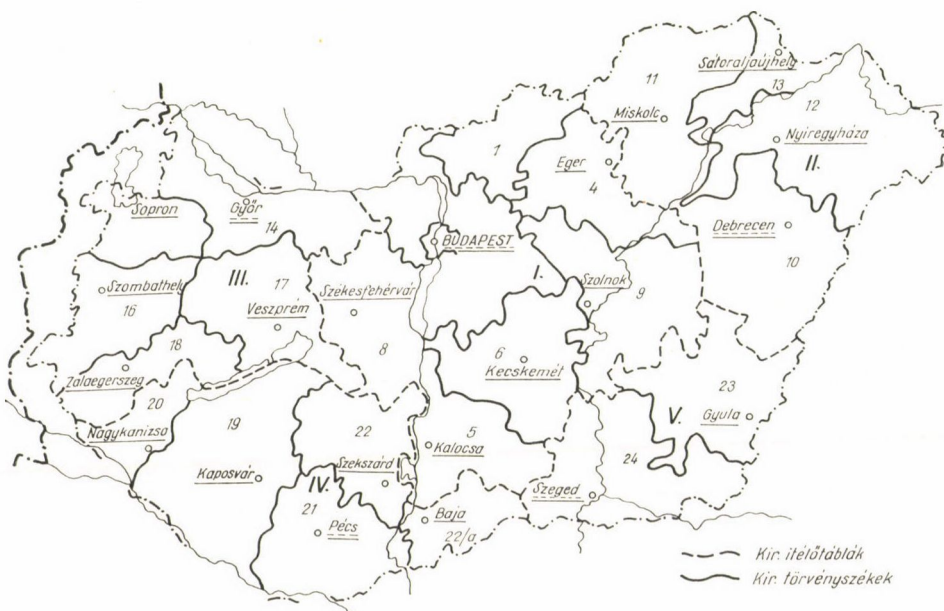 Sátoraljaújhely
11
13
12
Miskolc
Nyiregyháza
1
Eger
4
II.
Sopron
Győr
14
BUDAPEST
Debrecen
10
III.
17
I.
Szombathely
16
Székesfehérvár
Szolnok
9
Veszprém
8
18
6
Kecskemét
Zalaegerszeg
20
23
19
22
5
V.
Gyula
Nagykanizsa
Kalocsa
24
Kaposvár
Szekszárd
IV.
Szeged
21
Pécs
Baja
22/a
Kir. itélőtáblák
Kir. törvényszékek